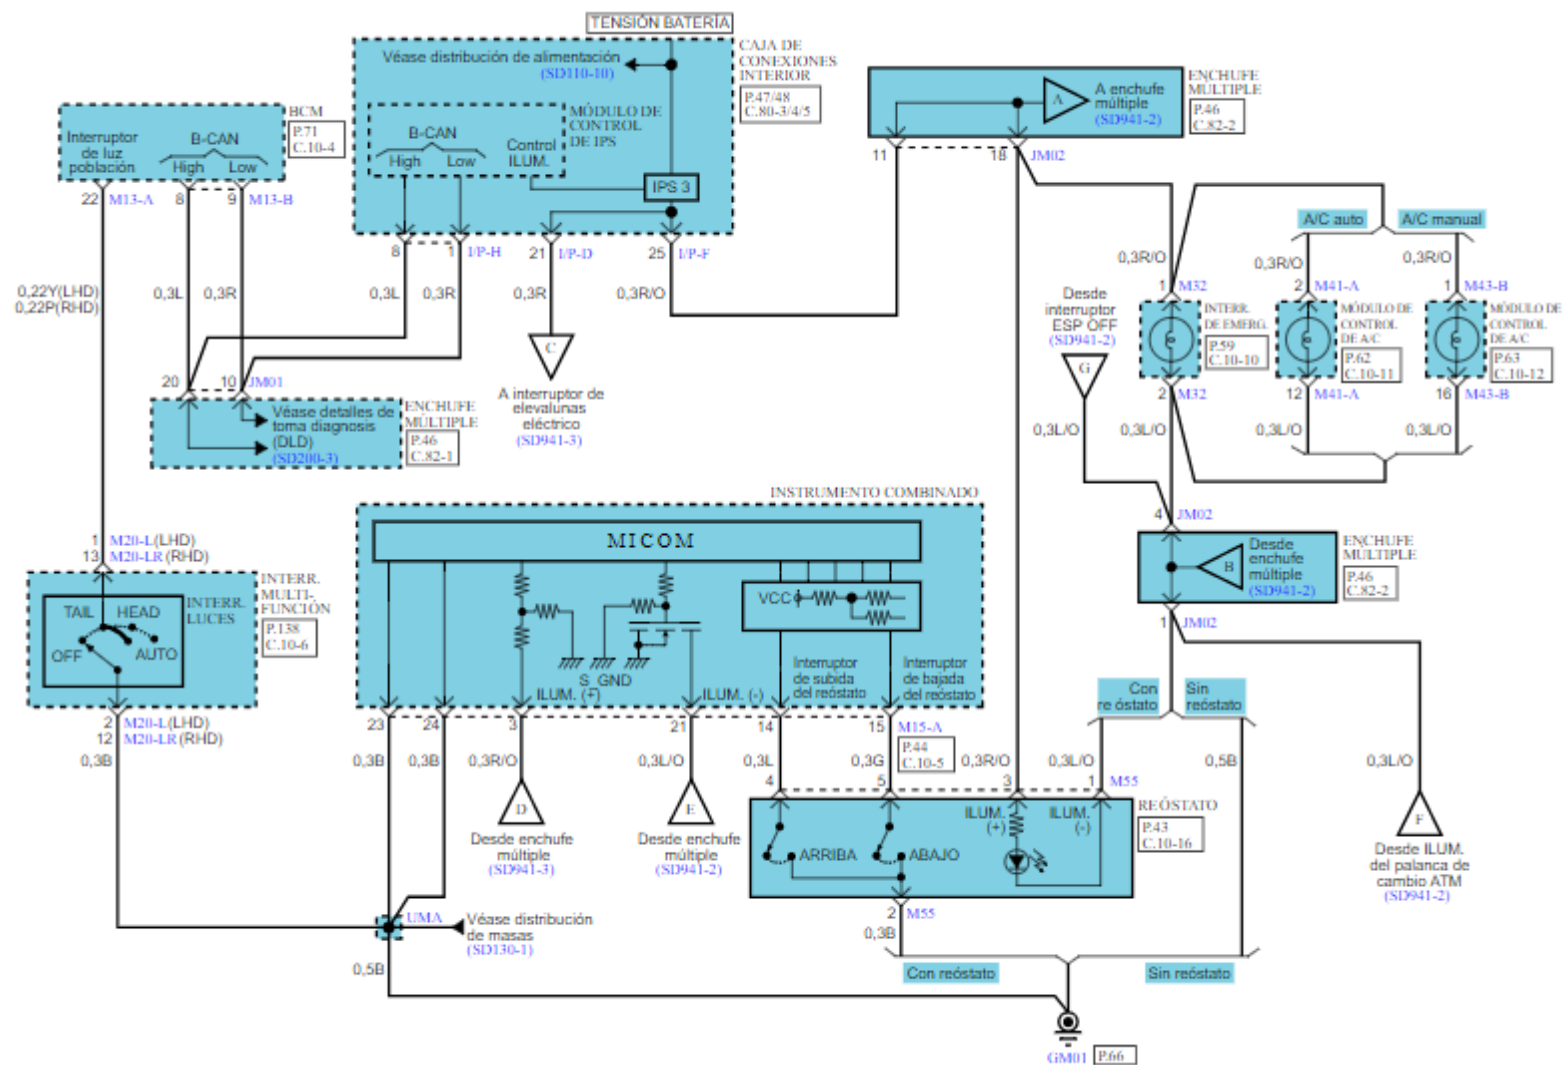 TENSIÓN BATERÍA
Véase distribución de alimentación
(SD110-10)
CAJA DE
CONEXIONES
INTERIOR
P.47/48
C.80-3/4/5
MÓDULO DE
CONTROL
DE IPS
B-CAN
High Low
Control
ILUM.
IPS 3
8 1 I/P-H 21 I/P-D 25 I/P-F
0,3L 0,3R 0,3R 0,3R/O
C
A interruptor de
elevalunas
eléctrico
(SD941-3)
BCM
P.71
C.10-4
Interruptor
de luz
población
B-CAN
High Low
22 M13-A 8 9 M13-B
0,22Y(LHD)
0,22P(RHD)
0,3L 0,3R
20 10 JM01
Véase detalles de
toma diagnosis
(DLD)
(SD200-3)
ENCHUFE
MÚLTIPLE
P.46
C.82-1
A
A enchufe
múltiple
(SD941-2)
ENCHUFE
MÚLTIPLE
P.46
C.82-2
11 18 JM02
A/C auto A/C manual
0,3R/O 0,3R/O 0,3R/O
1 M32 2 M41-A 1 M43-B
INTERR.
DE EMERG.
P.59
C.10-10
MÓDULO DE
CONTROL
DE A/C
P.62
C.10-11
MÓDULO DE
CONTROL
DE A/C
P.63
C.10-12
2 M32 12 M41-A 16 M43-B
0,3L/O 0,3L/O 0,3L/O 0,3L/O
Desde
interruptor
ESP OFF
(SD941-2)
G
4 JM02
B
Desde
enchufe
múltiple
(SD941-2)
ENCHUFE
MÚLTIPLE
P.46
C.82-2
1 JM02
INSTRUMENTO COMBINADO
MICOM
VCC
S_GND
ILUM. (+)
ILUM. (-)
Interruptor
de subida
del reóstato
Interruptor
de bajada
del reóstato
23 24 3 21 14 15 M15-A
P.44
C.10-5
0,3B 0,3B 0,3R/O 0,3L/O 0,3L 0,3G 0,3R/O 0,3L/O 0,5B 0,3L/O
D
Desde enchufe
múltiple
(SD941-3)
E
Desde enchufe
múltiple
(SD941-2)
1 M20-L(LHD)
13 M20-LR(RHD)
INTERR.
MULTI-
FUNCIÓN
P.138
C.10-6
INTERR.
LUCES
TAIL HEAD
OFF AUTO
2 M20-L(LHD)
12 M20-LR(RHD)
0,3B
Con
re óstato
Sin
reóstato
4 5 3 1 M55
ARRIBA
ABAJO
ILUM.
(+)
ILUM.
(-)
REÓSTATO
P.43
C.10-16
2 M55
0,3B
F
Desde ILUM.
del palanca de
cambio ATM
(SD941-2)
UMA
Véase distribución
de masas
(SD130-1)
0,5B
Con reóstato Sin reóstato
GM01 P.66